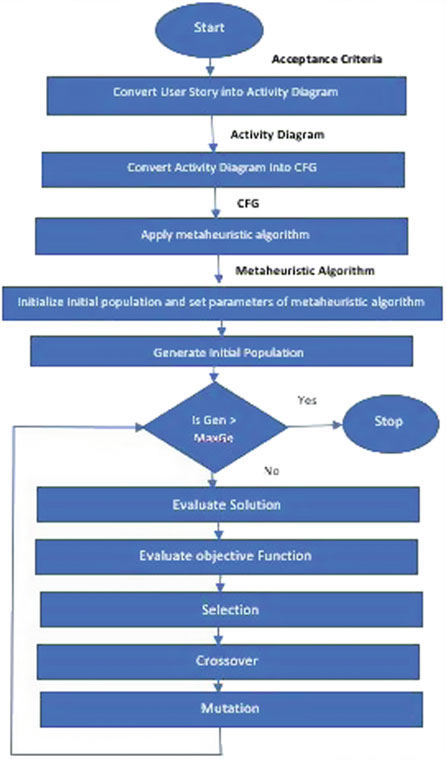 Start
Acceptance Criteria
Convert User Story into Activity Diagram
Activity Diagram
Convert Activity Diagram into CFG
CFG
Apply metaheuristic algorithm
Metaheuristic Algorithm
Initialize initial population and set parameters of metaheuristic algorithm
Generate Initial Population
Is Gen >
MaxGe
Yes
Stop
No
Evaluate Solution
Evaluate objective Function
Selection
Crossover
Mutation